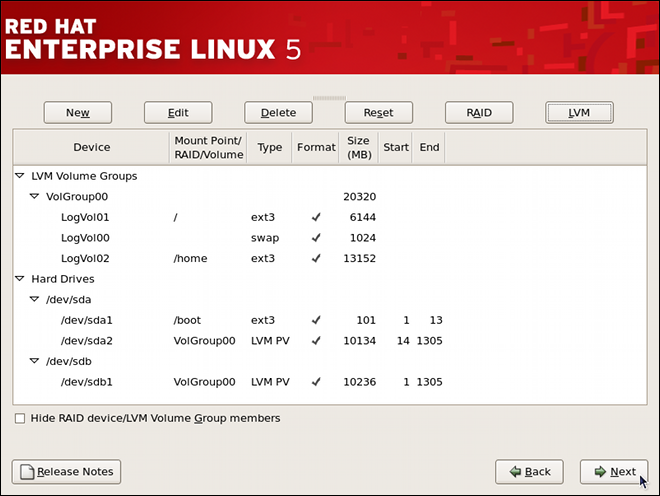 RED HAT
ENTERPRISE LINUX 5
New Edit Delete Reset RAID LVM
Device Mount Point/ RAID/Volume Type Format Size (MB) Start End
LVM Volume Groups
VolGroup00 20320
LogVol01 / ext3 ✓ 6144
LogVol00 swap ✓ 1024
LogVol02 /home ext3 ✓ 13152
Hard Drives
/dev/sda
/dev/sda1 /boot ext3 ✓ 101 1 13
/dev/sda2 VolGroup00 LVM PV ✓ 10134 14 1305
/dev/sdb
/dev/sdb1 VolGroup00 LVM PV ✓ 10236 1 1305
Hide RAID device/LVM Volume Group members
Release Notes Back Next